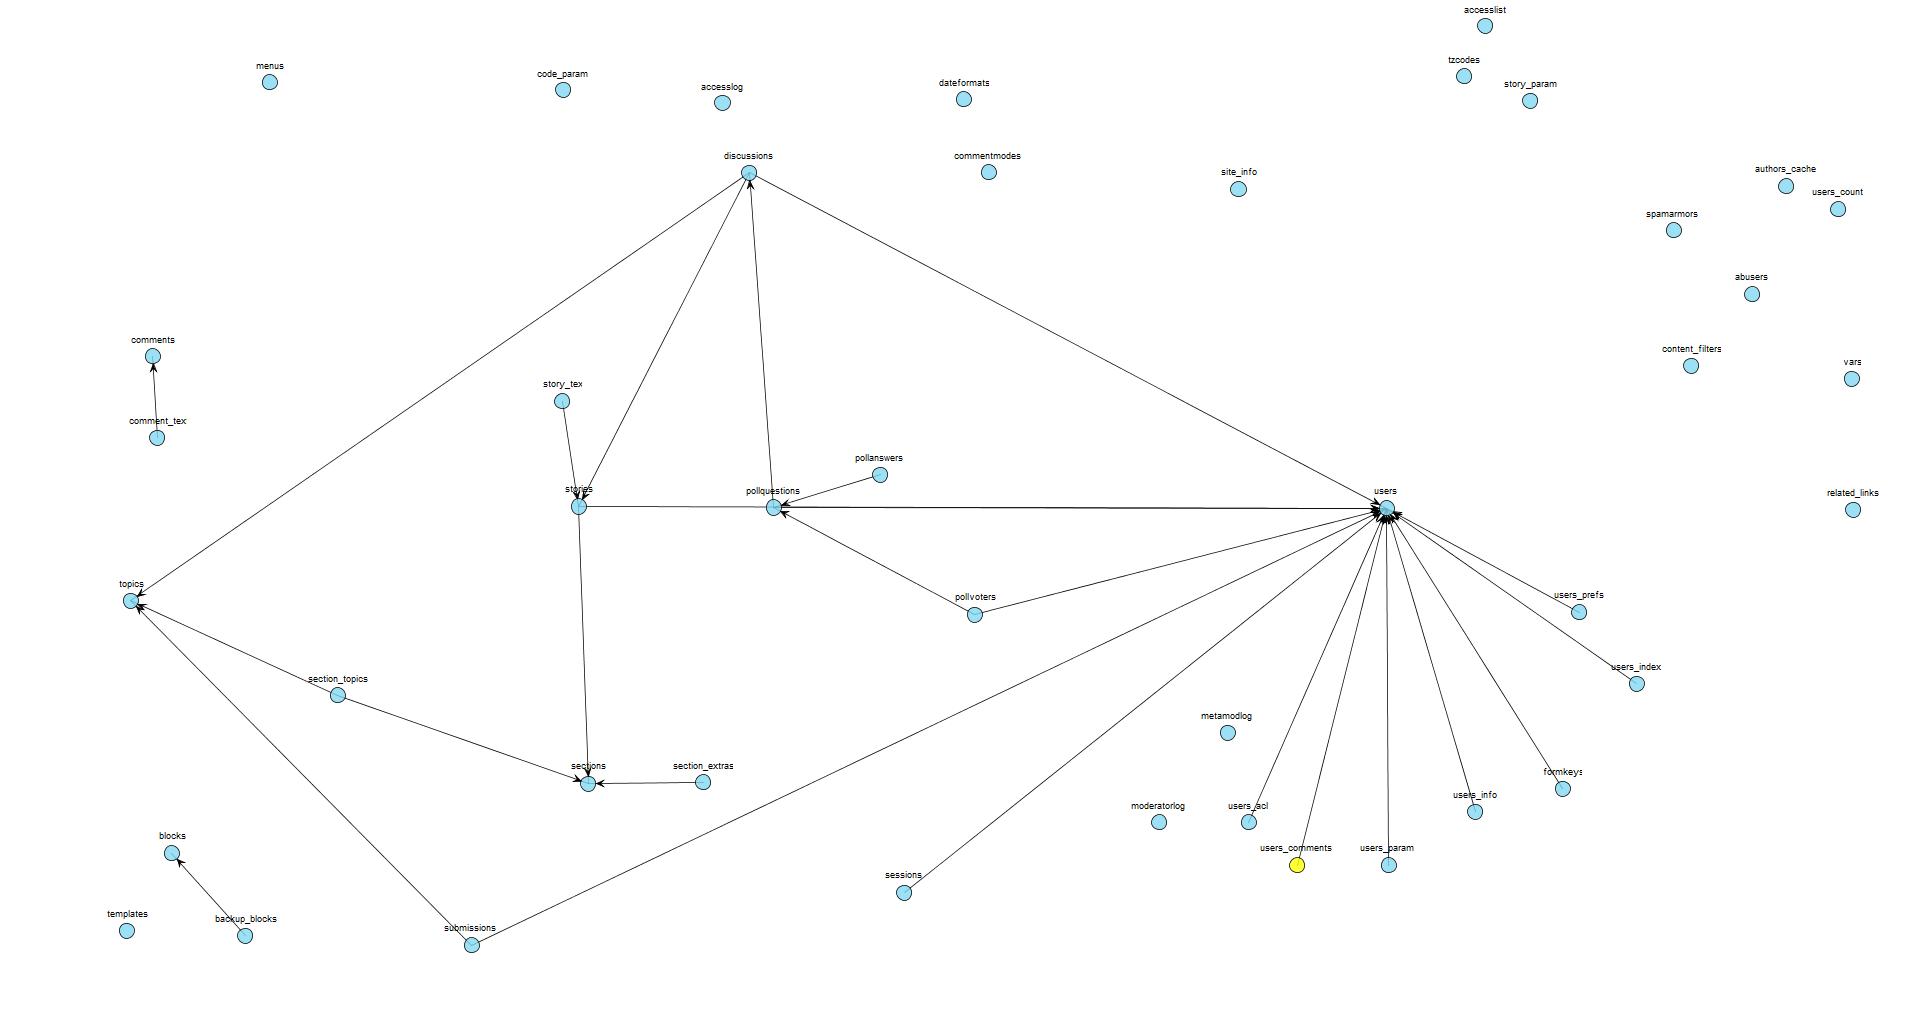 accesslist
tzcodes
menus
code_param
story_param
dateformats
accesslog
discussions
commentmodes
authors_cache
site_info
users_count
spamarmors
abusers
comments
content_filters
vars
story_tex
comment_tex
pollanswers
stories
pollquestions
users
related_links
topics
users_prefs
pollvoters
users_index
section_topics
metamodlog
sections
section_extras
formkeys
users_info
moderatorlog
users_acl
blocks
users_comments
users_param
sessions
templates
backup_blocks
submissions